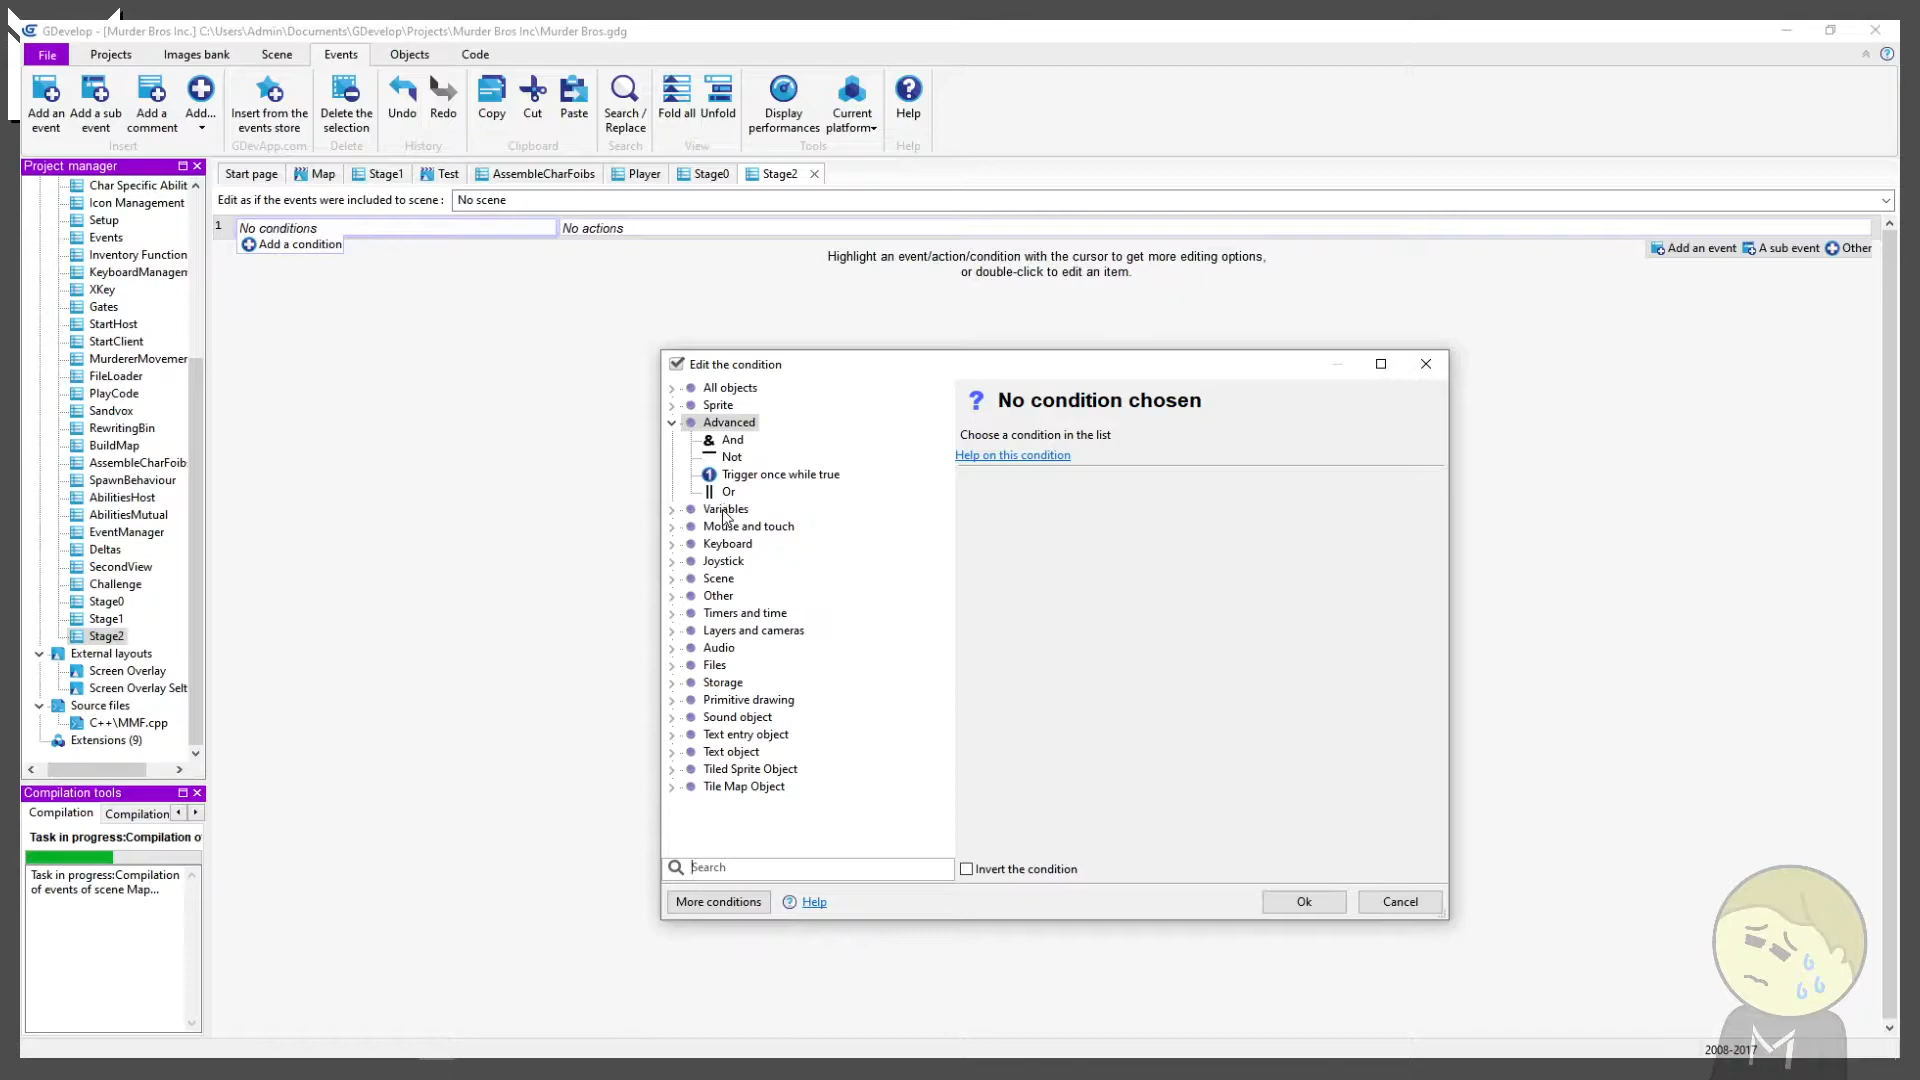 GDevelop - [Murder Bros Inc.] C:\Users\Admin\Documents\GDevelop\Projects\Murder Bros Inc\Murder Bros.gdg
File
Projects
Images bank
Scene
Events
Objects
Code
Add an event
Add a sub event
Add a comment
Add...
Insert
Insert from the events store
GDevApp.com
Delete the selection
Delete
Undo
Redo
History
Copy
Cut
Paste
Clipboard
Search / Replace
Search
Fold all
Unfold
View
Display performances
Current platform
Tools
Help
Help
Project manager
Char Specific Abilit
Icon Management
Setup
Events
Inventory Function
KeyboardManagem
XKey
Gates
StartHost
StartClient
MurdererMovemer
FileLoader
PlayCode
Sandvox
RewritingBin
BuildMap
AssembleCharFoib
SpawnBehaviour
AbilitiesHost
AbilitiesMutual
EventManager
Deltas
SecondView
Challenge
Stage0
Stage1
Stage2
External layouts
Screen Overlay
Screen Overlay Selt
Source files
C++\MMF.cpp
Extensions (9)
Compilation tools
Compilation
Compilation
Task in progress:Compilation o
Task in progress:Compilation
of events of scene Map...
Start page
Map
Stage1
Test
AssembleCharFoibs
Player
Stage0
Stage2
Edit as if the events were included to scene :
No scene
1
No conditions
No actions
Add a condition
Add an event
A sub event
Other
Highlight an event/action/condition with the cursor to get more editing options,
or double-click to edit an item.
Edit the condition
All objects
Sprite
Advanced
And
Not
Trigger once while true
Or
Variables
Mouse and touch
Keyboard
Joystick
Scene
Other
Timers and time
Layers and cameras
Audio
Files
Storage
Primitive drawing
Sound object
Text entry object
Text object
Tiled Sprite Object
Tile Map Object
Search
More conditions
Help
? No condition chosen
Choose a condition in the list
Help on this condition
Invert the condition
Ok
Cancel
2008-2017